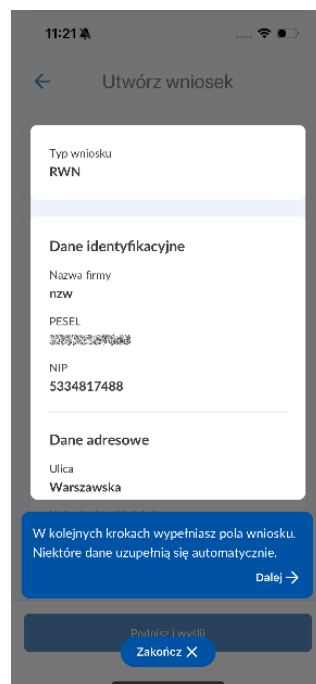 11:21
Utwórz wniosek
Typ wniosku
RWN
Dane identyfikacyjne
Nazwa firmy
nzw
PESEL
NIP
5334817488
Dane adresowe
Ulica
Warszawska
W kolejnych krokach wypełniasz pola wniosku.
Niektóre dane uzupełnią się automatycznie.
Dalej →
Podpisz i wyślij
Zakończ X